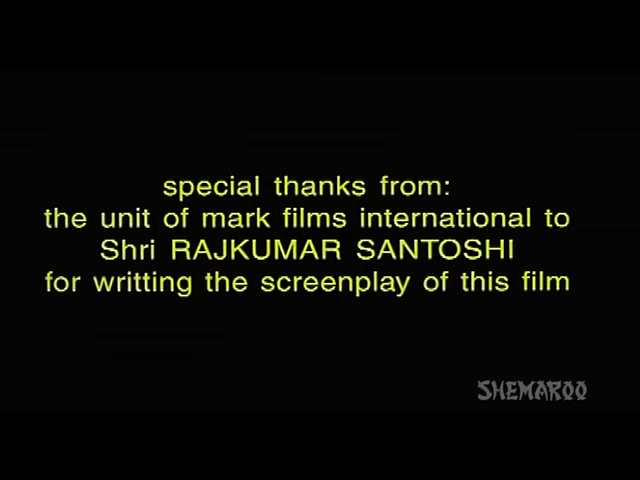 special thanks from:
the unit of mark films international to
Shri RAJKUMAR SANTOSHI
for writting the screenplay of this film
SHEMAROO